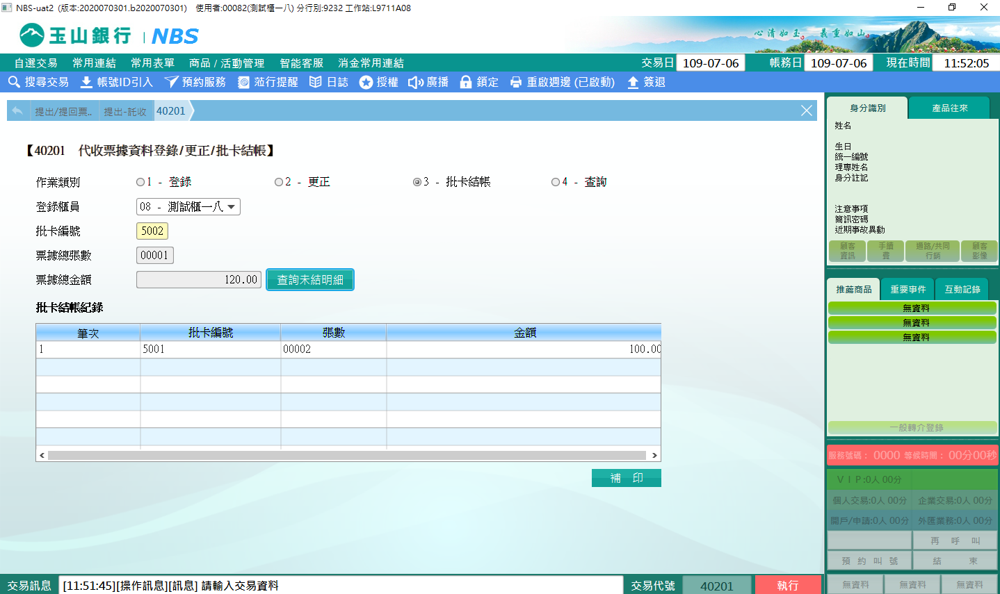 NBS-uat2 (版本:2020070301.b2020070301) 使用者:00082(測試櫃一八) 分行別:9232 工作站:L9711A08
玉山銀行 | NBS
心清如玉。 義重如山。
自選交易 常用連結 常用表單 商品 / 活動管理 智能客服 消金常用連結 交易日 109-07-06 帳務日 109-07-06 現在時間 11:52:05
搜尋交易 帳號ID引入 預約服務 蒞行提醒 日誌 授權 廣播 鎖定 重啟週邊 (已啟動) 簽退
提出/提回票.. 提出-託收 40201
【40201 代收票據資料登錄/更正/批卡結帳】
作業類別 1 - 登錄 2 - 更正 3 - 批卡結帳 4 - 查詢
登錄櫃員 08 - 測試櫃一八
批卡編號 5002
票據總張數 00001
票據總金額 120.00 查詢未結明細
批卡結帳紀錄
筆次 批卡編號 張數 金額
1 5001 00002 100.00
補 印
身分識別 產品往來
姓名
生日
統一編號
理專姓名
身分註記
注意事項
簡訊密碼
近期事故異動
顧客資訊 手續費 通路/共同行銷 顧客影像
推薦商品 重要事件 互動記錄
無資料
無資料
無資料
一般轉介登錄
服務號碼： 0000 等候時間： 00分00秒
ＶＩＰ:0人 00分
個人交易:0人 00分 企業交易:0人 00分
開戶/申請:0人 00分 外匯業務:0人 00分
再 呼 叫
預 約 叫 號 結 束
無資料 無資料 無資料
交易訊息 [11:51:45][操作訊息][訊息] 請輸入交易資料 交易代號 40201 執行